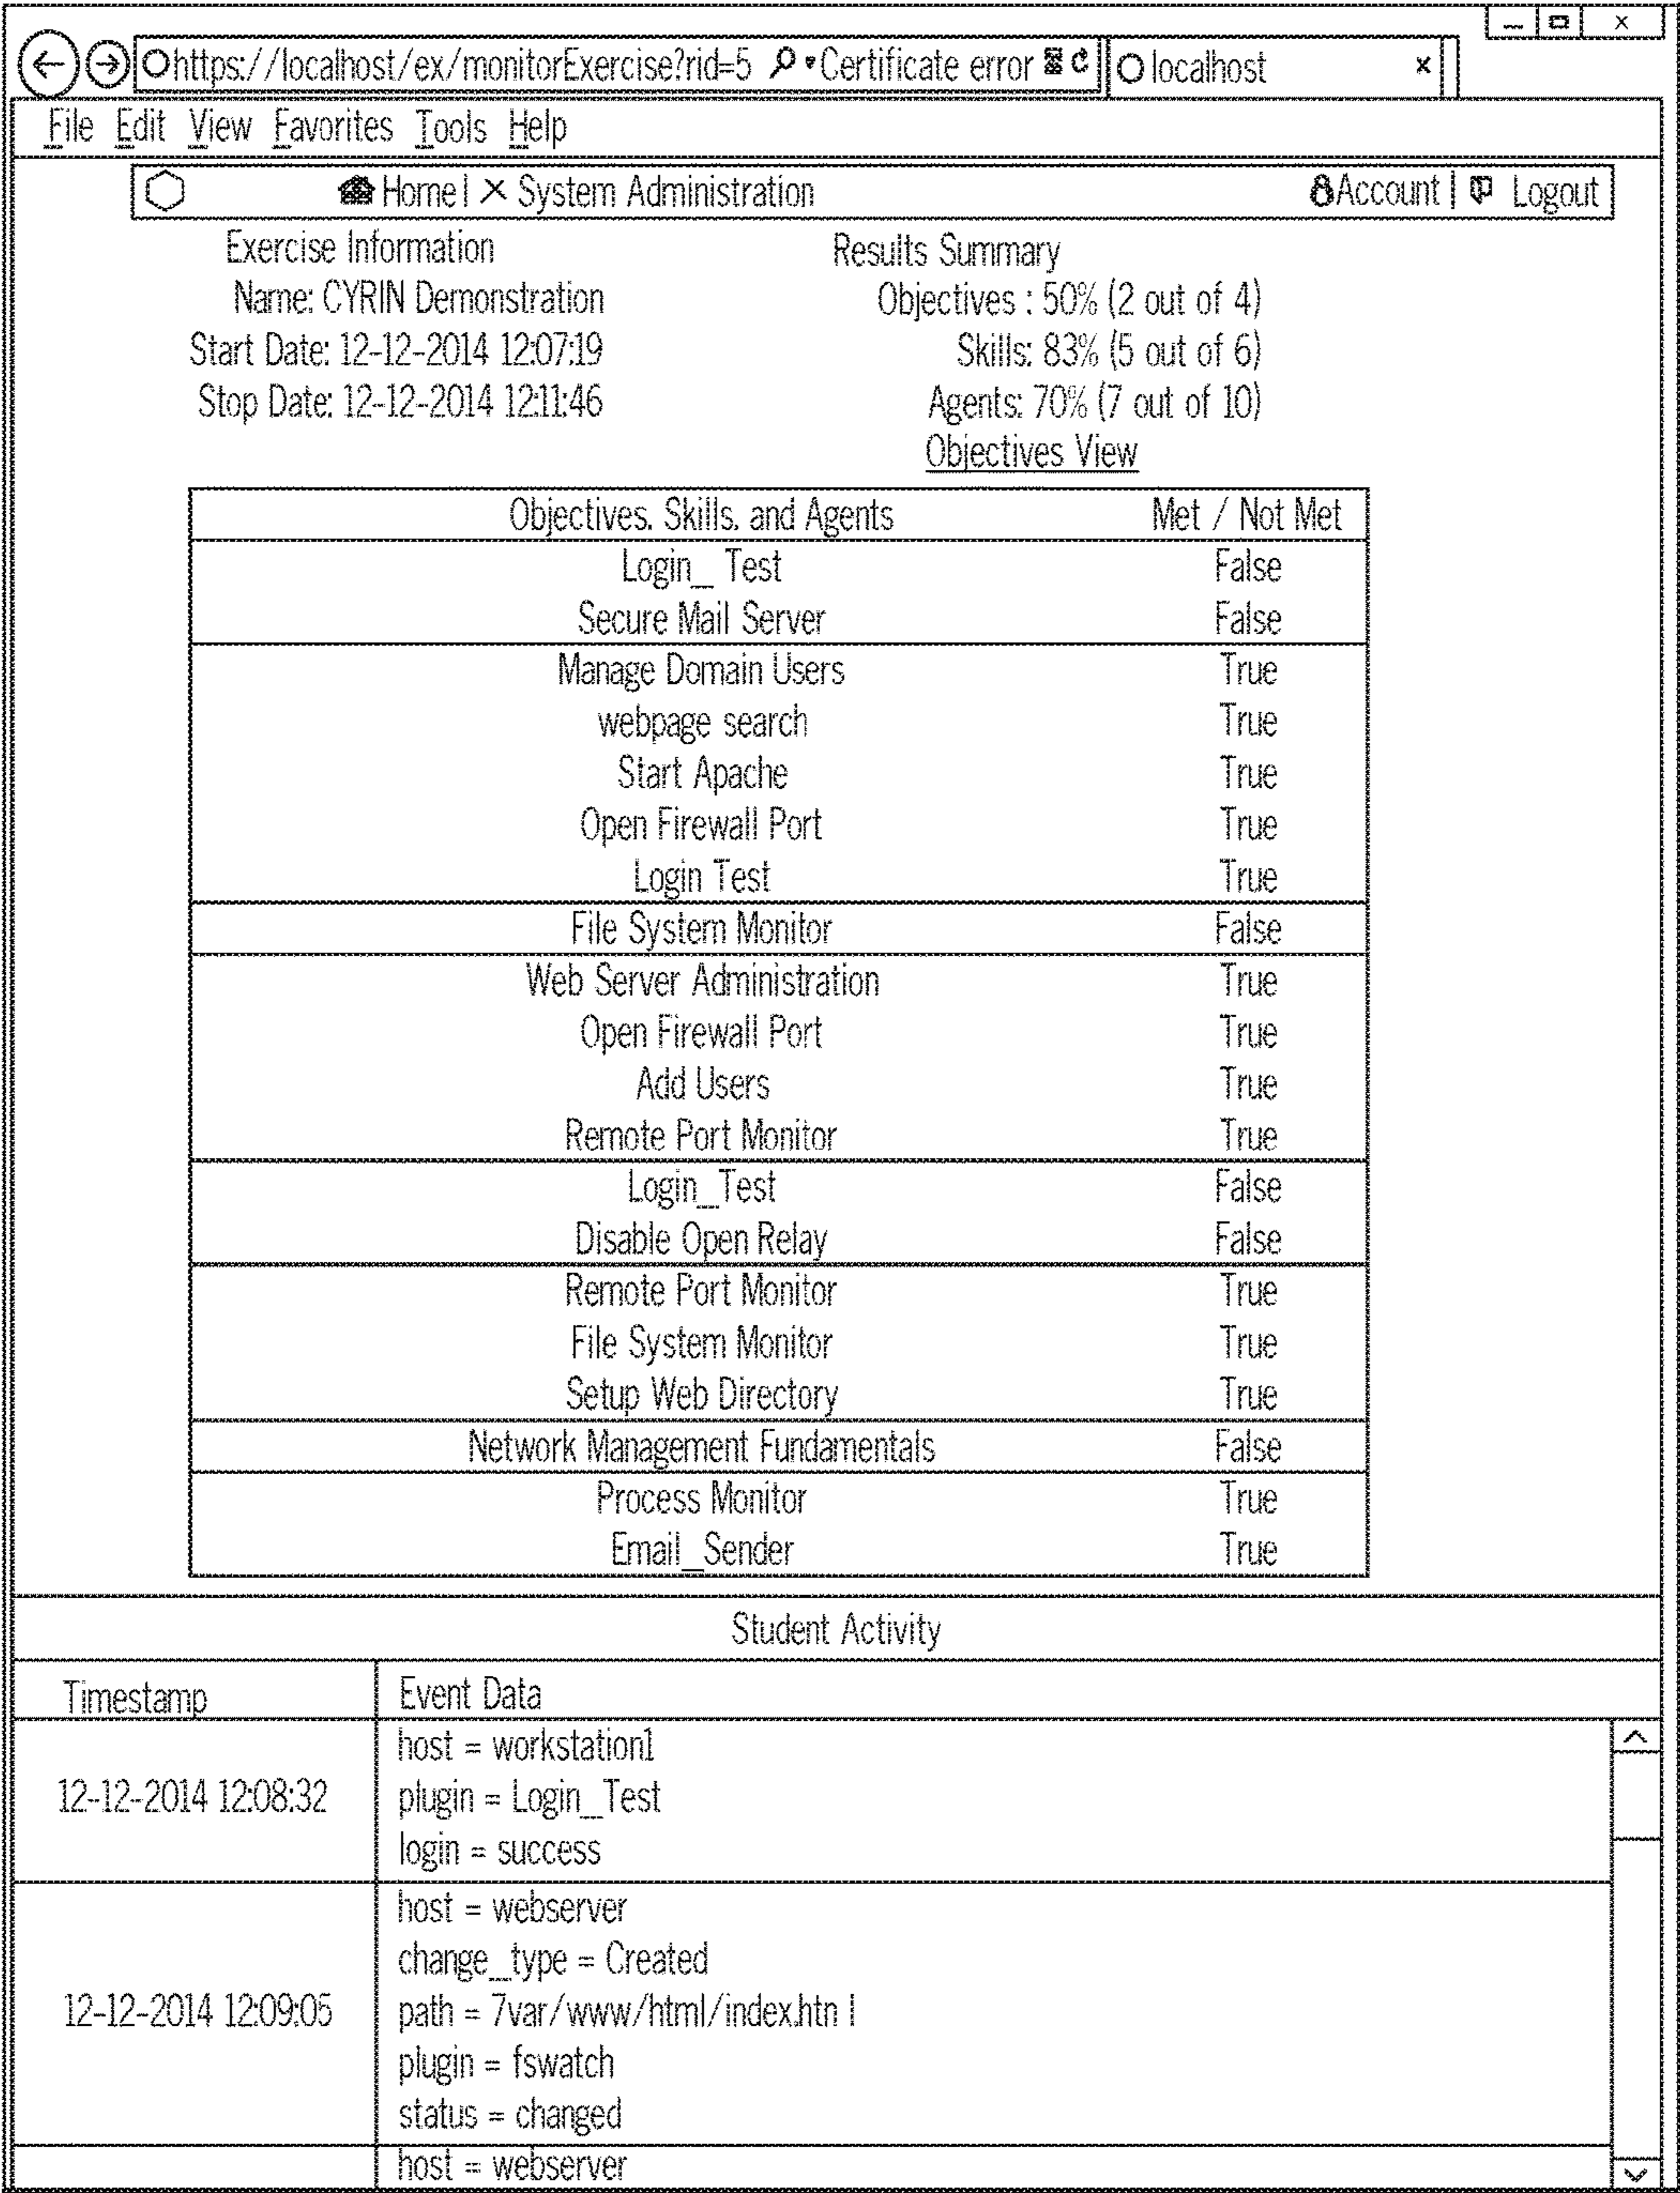 https://localhost/ex/monitorExercise?rid=5 Certificate error localhost x
File Edit View Favorites Tools Help
Home | X System Administration Account | Logout
Exercise Information Results Summary
Name: CYRIN Demonstration Objectives : 50% (2 out of 4)
Start Date: 12-12-2014 12:07:19 Skills: 83% (5 out of 6)
Stop Date: 12-12-2014 12:11:46 Agents: 70% (7 out of 10)
Objectives View
Objectives. Skills. and Agents Met / Not Met
Login_ Test False
Secure Mail Server False
Manage Domain Users True
webpage search True
Start Apache True
Open Firewall Port True
Login Test True
File System Monitor False
Web Server Administration True
Open Firewall Port True
Add Users True
Remote Port Monitor True
Login_Test False
Disable Open Relay False
Remote Port Monitor True
File System Monitor True
Setup Web Directory True
Network Management Fundamentals False
Process Monitor True
Email_Sender True
Student Activity
Timestamp Event Data
host = workstation1
12-12-2014 12:08:32 plugin = Login_Test
login = success
host = webserver
change_type = Created
12-12-2014 12:09:05 path = 7var/www/html/index.htn l
plugin = fswatch
status = changed
host = webserver